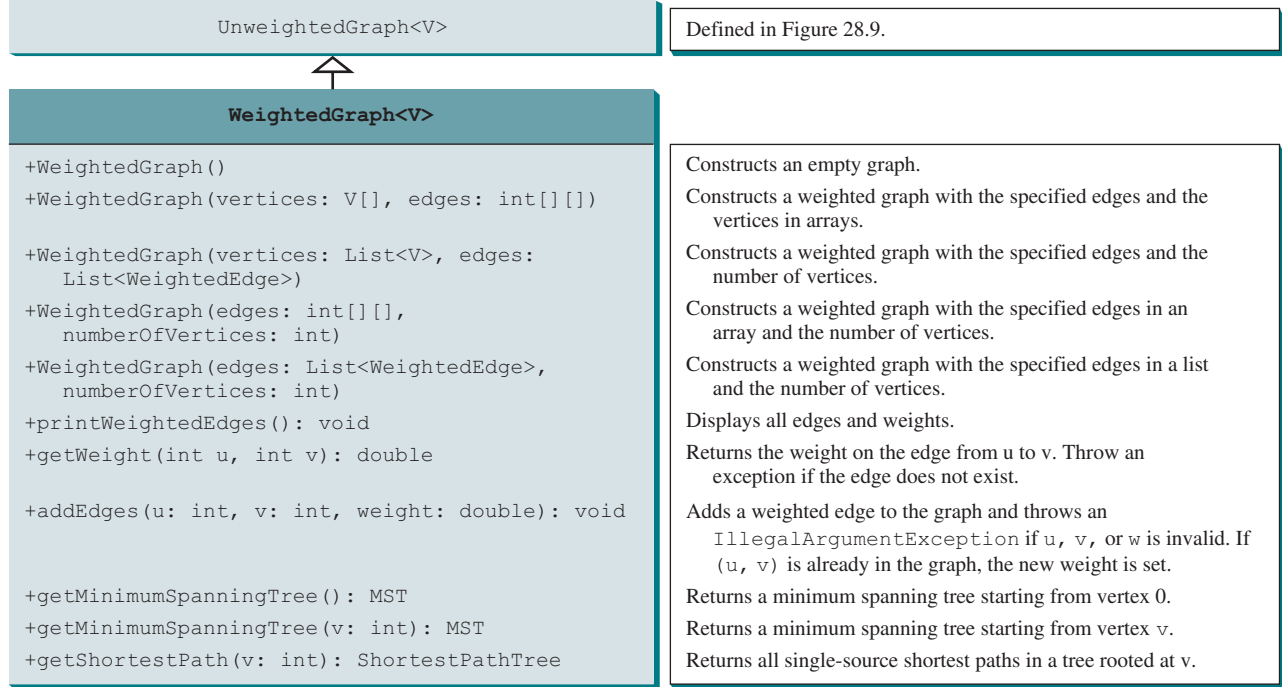 UnweightedGraph<V>
Defined in Figure 28.9.
WeightedGraph<V>
+WeightedGraph()
Constructs an empty graph.
+WeightedGraph(vertices: V[], edges: int[][])
Constructs a weighted graph with the specified edges and the
vertices in arrays.
+WeightedGraph(vertices: List<V>, edges:
List<WeightedEdge>)
Constructs a weighted graph with the specified edges and the
number of vertices.
+WeightedGraph(edges: int[][],
numberOfVertices: int)
Constructs a weighted graph with the specified edges in an
array and the number of vertices.
+WeightedGraph(edges: List<WeightedEdge>,
numberOfVertices: int)
Constructs a weighted graph with the specified edges in a list
and the number of vertices.
+printWeightedEdges(): void
Displays all edges and weights.
+getWeight(int u, int v): double
Returns the weight on the edge from u to v. Throw an
exception if the edge does not exist.
+addEdges(u: int, v: int, weight: double): void
Adds a weighted edge to the graph and throws an
IllegalArgumentException if u, v, or w is invalid. If
(u, v) is already in the graph, the new weight is set.
+getMinimumSpanningTree(): MST
Returns a minimum spanning tree starting from vertex 0.
+getMinimumSpanningTree(v: int): MST
Returns a minimum spanning tree starting from vertex v.
+getShortestPath(v: int): ShortestPathTree
Returns all single-source shortest paths in a tree rooted at v.